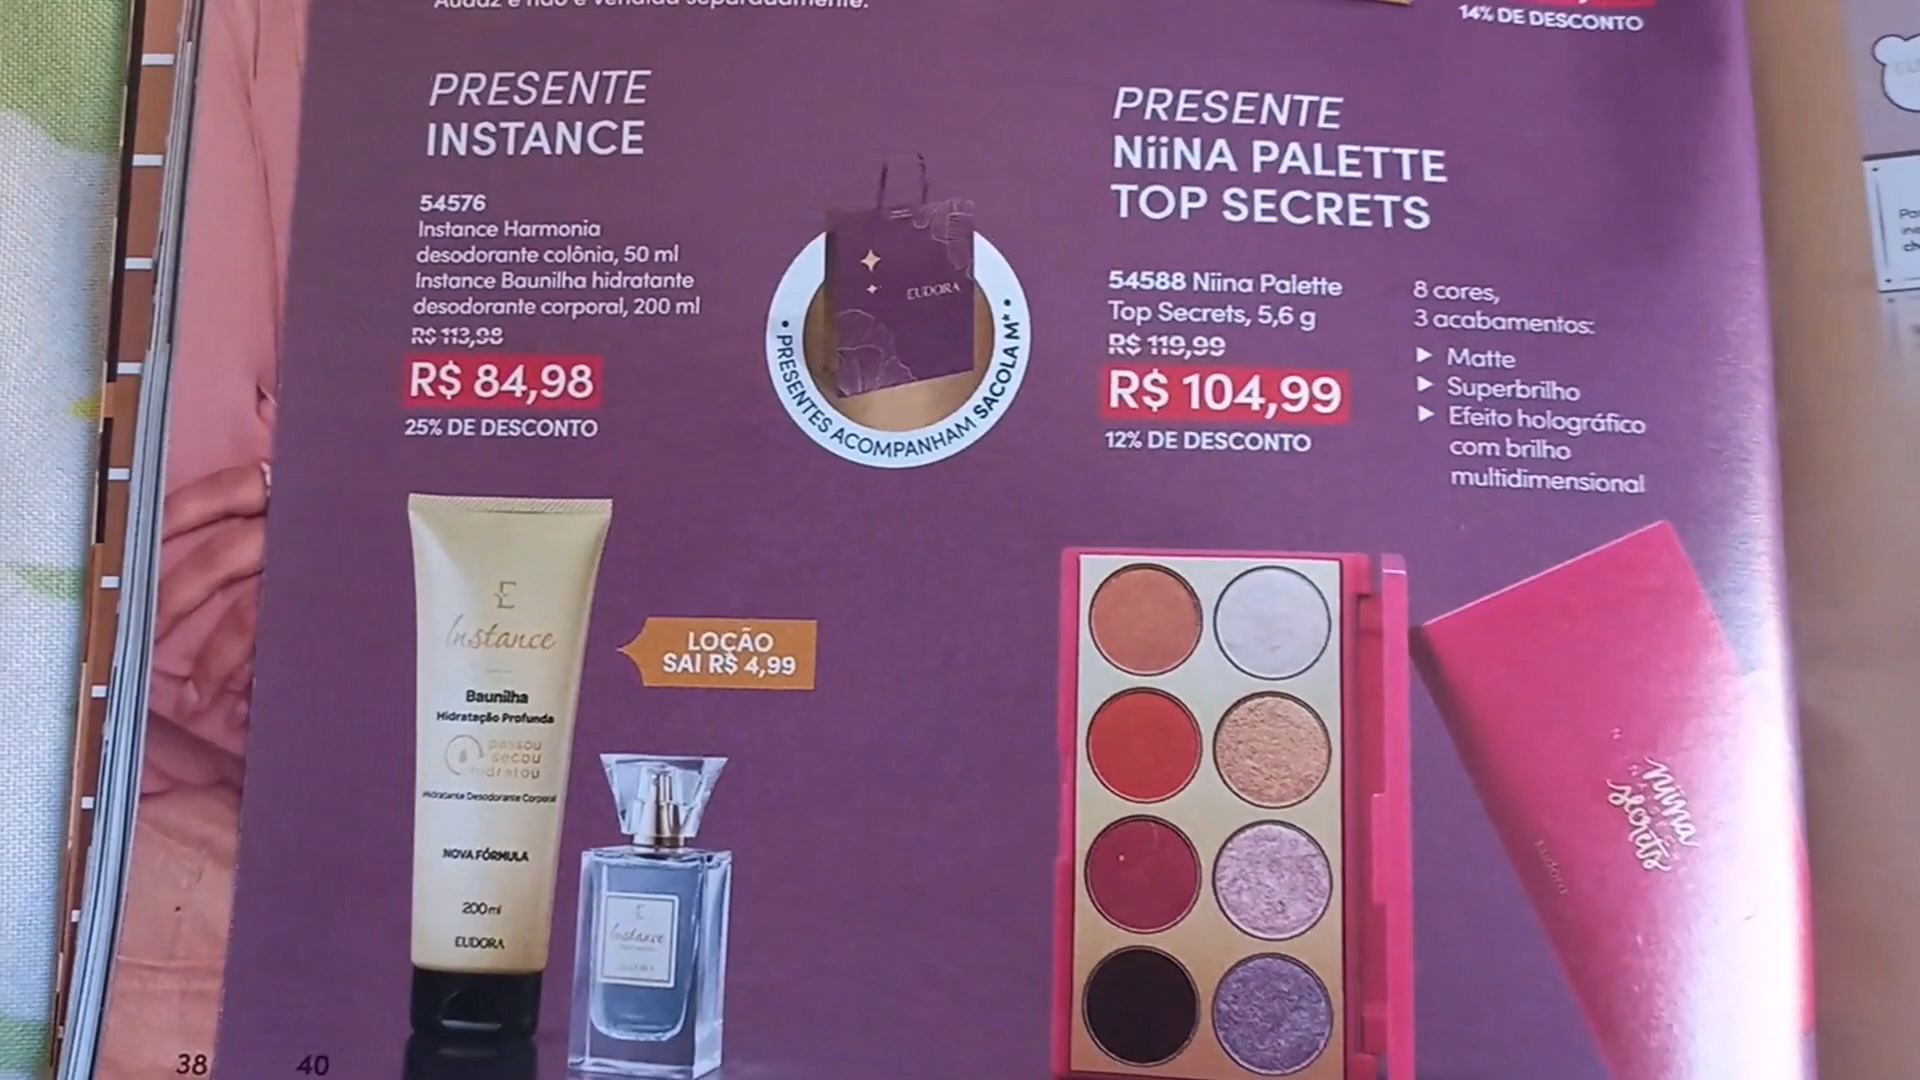 14% DE DESCONTO
PRESENTE
INSTANCE
54576
Instance Harmonia
desodorante colônia, 50 ml
Instance Baunilha hidratante
desodorante corporal, 200 ml
R$ 113,98
R$ 84,98
25% DE DESCONTO
EUDORA
• PRESENTES ACOMPANHAM SACOLA M* •
PRESENTE
NiiNA PALETTE
TOP SECRETS
54588 Niina Palette
Top Secrets, 5,6 g
R$ 119,99
R$ 104,99
12% DE DESCONTO
8 cores,
3 acabamentos:
▶ Matte
▶ Superbrilho
▶ Efeito holográfico
com brilho
multidimensional
E
Instance
Baunilha
Hidratação Profunda
passou
secou
hidratou
Hidratante Desodorante Corporal
NOVA FÓRMULA
200ml
EUDORA
LOÇÃO
SAI R$ 4,99
Instance
niina
secrets
eudora
38
40